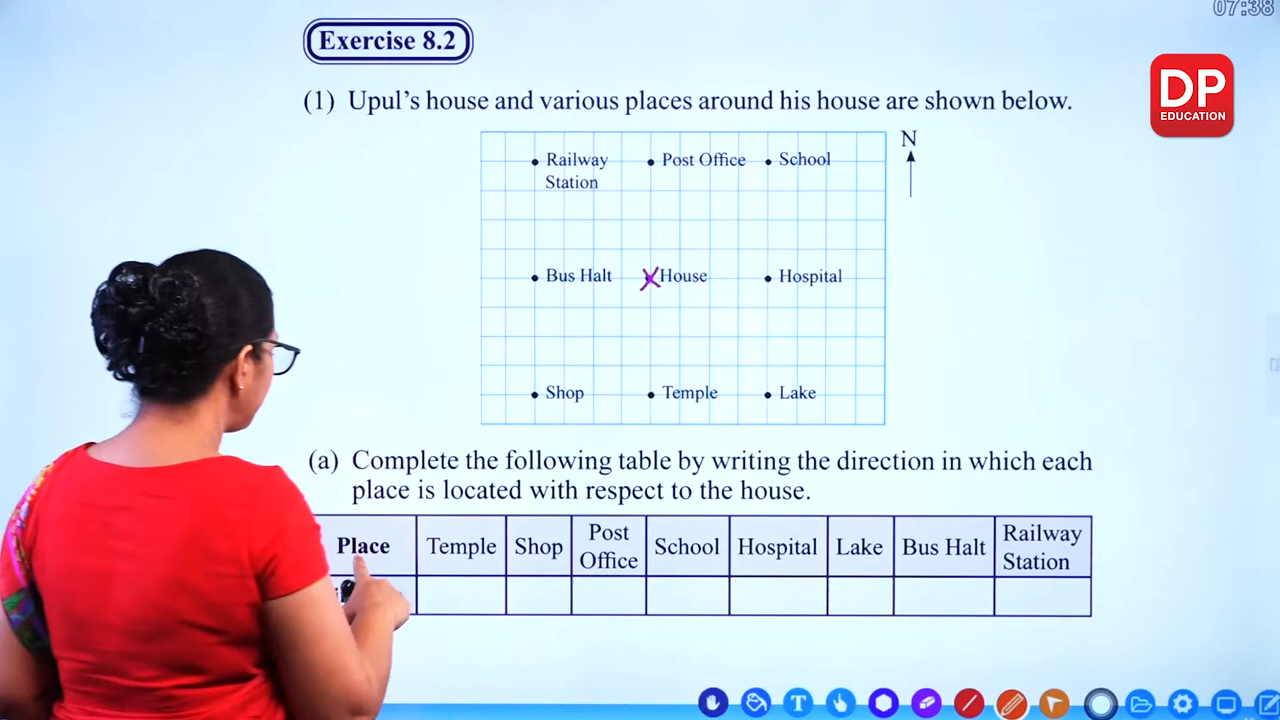 07:38
Exercise 8.2
DP
EDUCATION
(1) Upul's house and various places around his house are shown below.
N
Railway Station
Post Office
School
Bus Halt
House
Hospital
Shop
Temple
Lake
(a) Complete the following table by writing the direction in which each
place is located with respect to the house.
Place Temple Shop Post Office School Hospital Lake Bus Halt Railway Station